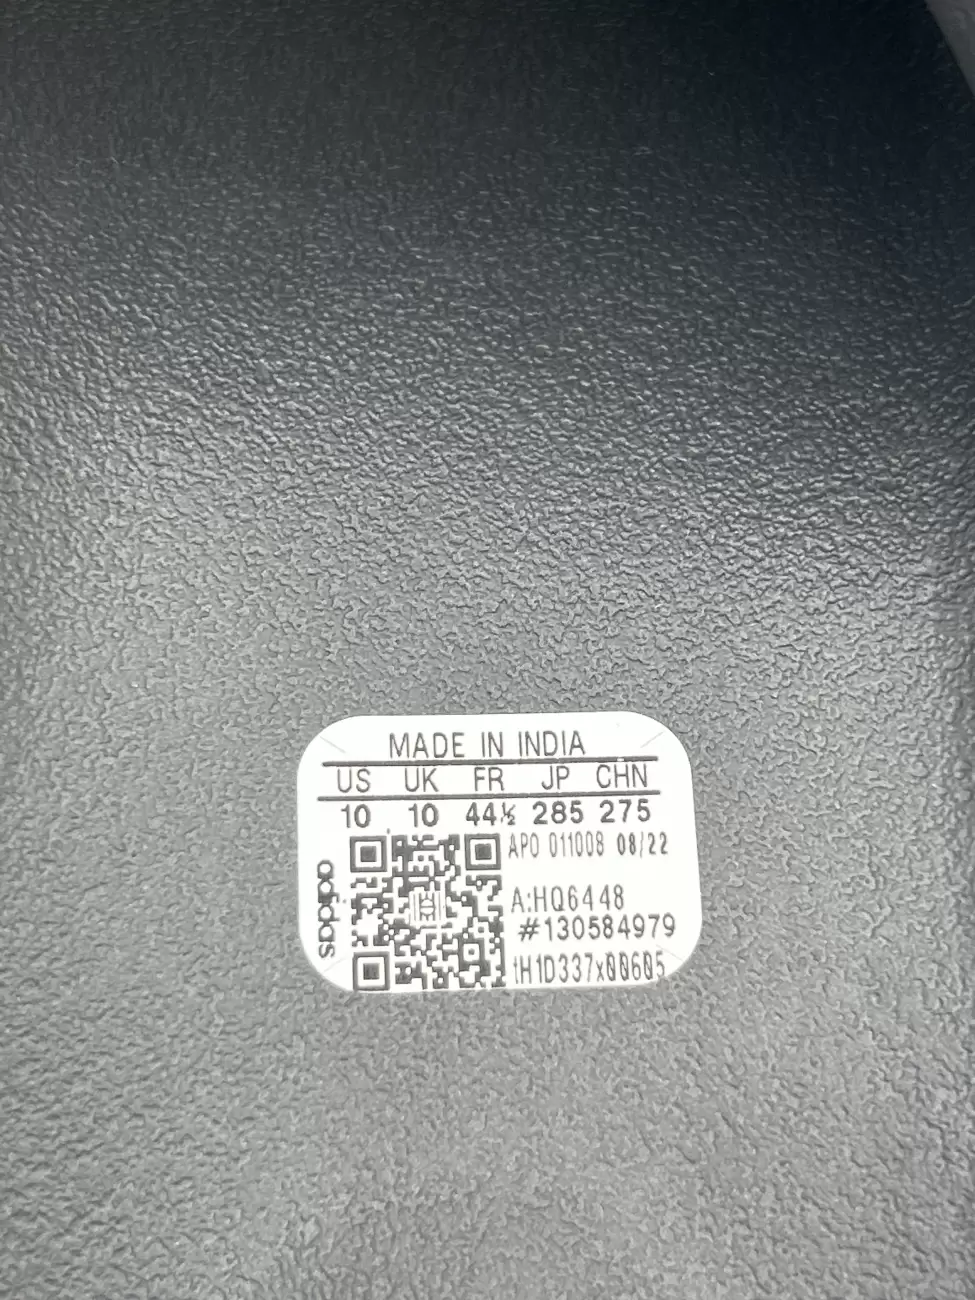 MADE IN INDIA
US UK FR JP CHN
10 10 44½ 285 275
APO 011008 08/22
A:HQ6448
#130584979
1H1D337x00605
adidas